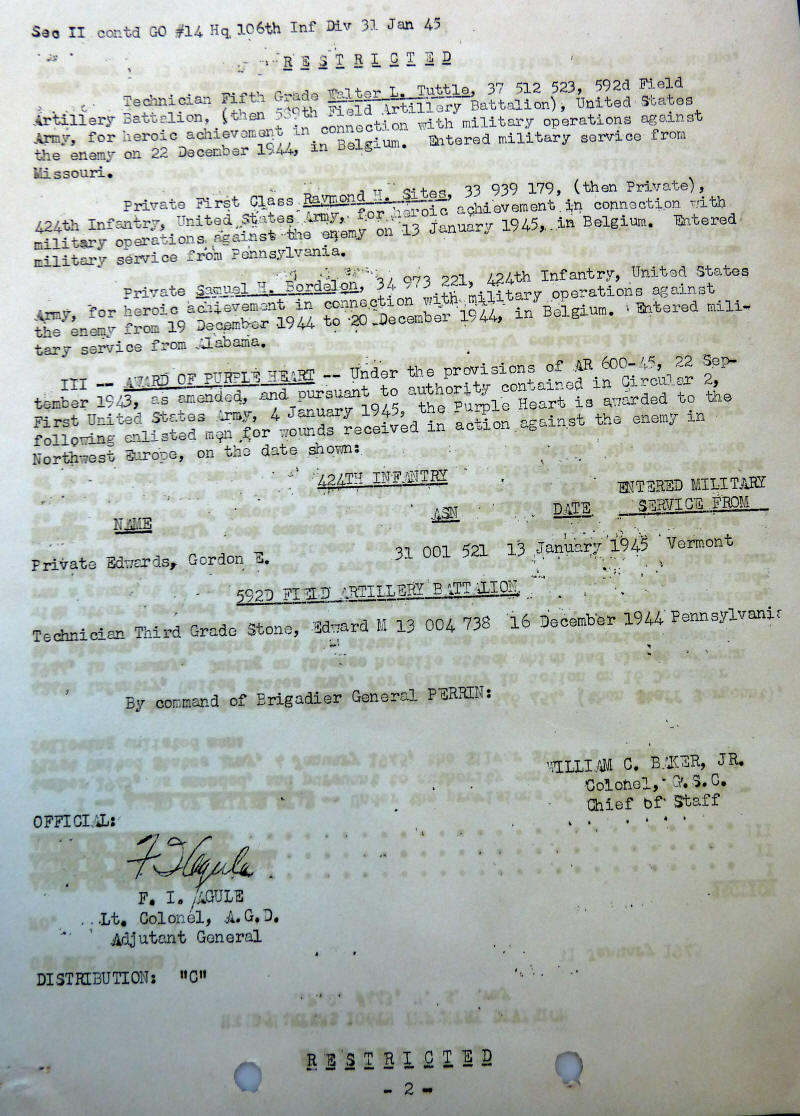 Sec II contd GO #14 Hq 106th Inf Div 31 Jan 45
R E S T R I C T E D
Technician Fifth Grade Walter L. Tuttle, 37 512 523, 592d Field
Artillery Battalion, (then 589th Field Artillery Battalion), United States
Army, for heroic achievement in connection with military operations against
the enemy on 22 December 1944, in Belgium. Entered military service from
Missouri.
Private First Class Raymond H. Sites, 33 939 179, (then Private),
424th Infantry, United States Army, for heroic achievement in connection with
military operations against the enemy on 13 January 1945, in Belgium. Entered
military service from Pennsylvania.
Private Samuel H. Bordelon, 34 973 221, 424th Infantry, United States
Army, for heroic achievement in connection with military operations against
the enemy from 19 December 1944 to 20 December 1944, in Belgium. Entered mili-
tary service from Alabama.
III -- AWARD OF PURPLE HEART -- Under the provisions of AR 600-45, 22 Sep-
tember 1943, as amended, and pursuant to authority contained in Circular 2,
First United States Army, 4 January 1945, the Purple Heart is awarded to the
following enlisted men for wounds received in action against the enemy in
Northwest Europe, on the date shown:
424TH INFANTRY
ENTERED MILITARY
NAME ASN DATE SERVICE FROM
Private Edwards, Gordon E. 31 001 521 13 January 1945 Vermont
592D FIELD ARTILLERY BATTALION
Technician Third Grade Stone, Edward M 13 004 738 16 December 1944 Pennsylvania
By command of Brigadier General PERRIN:
WILLIAM C. BAKER, JR.
Colonel, G.S.C.
Chief of Staff
OFFICIAL:
F I Agule
F. I. AGULE
Lt. Colonel, A.G.D.
Adjutant General
DISTRIBUTION: "C"
R E S T R I C T E D
- 2 -